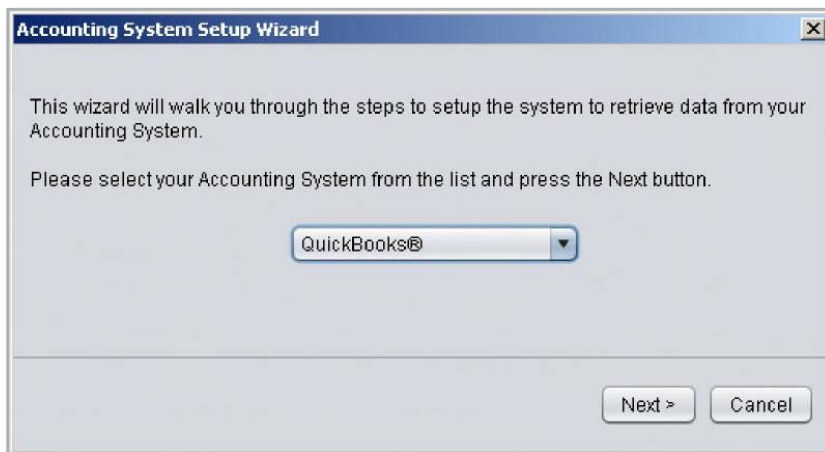 Accounting System Setup Wizard
This wizard will walk you through the steps to setup the system to retrieve data from your
Accounting System.
Please select your Accounting System from the list and press the Next button.
QuickBooks®
Next >
Cancel